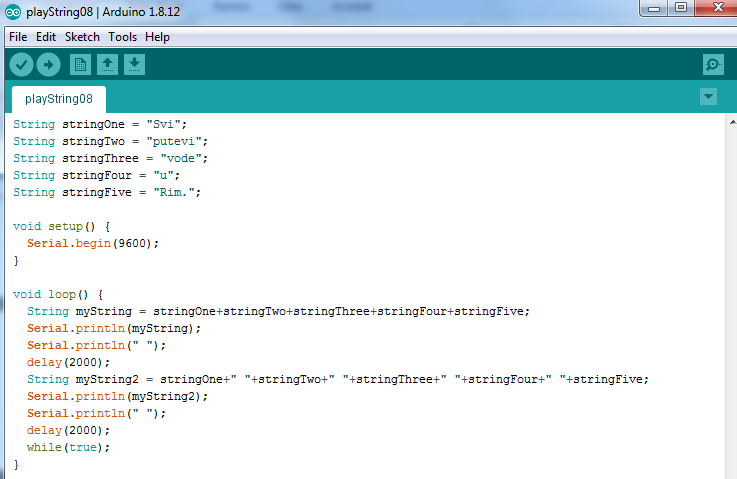 playString08 | Arduino 1.8.12
File Edit Sketch Tools Help
playString08
String stringOne = "Svi";
String stringTwo = "putevi";
String stringThree = "vode";
String stringFour = "u";
String stringFive = "Rim.";
void setup() {
  Serial.begin(9600);
}
void loop() {
  String myString = stringOne+stringTwo+stringThree+stringFour+stringFive;
  Serial.println(myString);
  Serial.println(" ");
  delay(2000);
  String myString2 = stringOne+" "+stringTwo+" "+stringThree+" "+stringFour+" "+stringFive;
  Serial.println(myString2);
  Serial.println(" ");
  delay(2000);
  while(true);
}